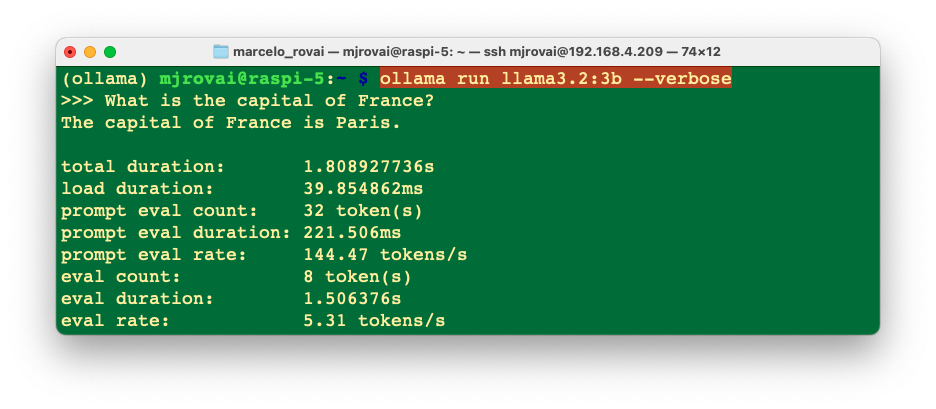 marcelo_rovai — mjrovai@raspi-5: ~ — ssh mjrovai@192.168.4.209 — 74×12
(ollama) mjrovai@raspi-5:~ $ ollama run llama3.2:3b --verbose
>>> What is the capital of France?
The capital of France is Paris.
total duration:       1.808927736s
load duration:        39.854862ms
prompt eval count:    32 token(s)
prompt eval duration: 221.506ms
prompt eval rate:     144.47 tokens/s
eval count:           8 token(s)
eval duration:        1.506376s
eval rate:            5.31 tokens/s